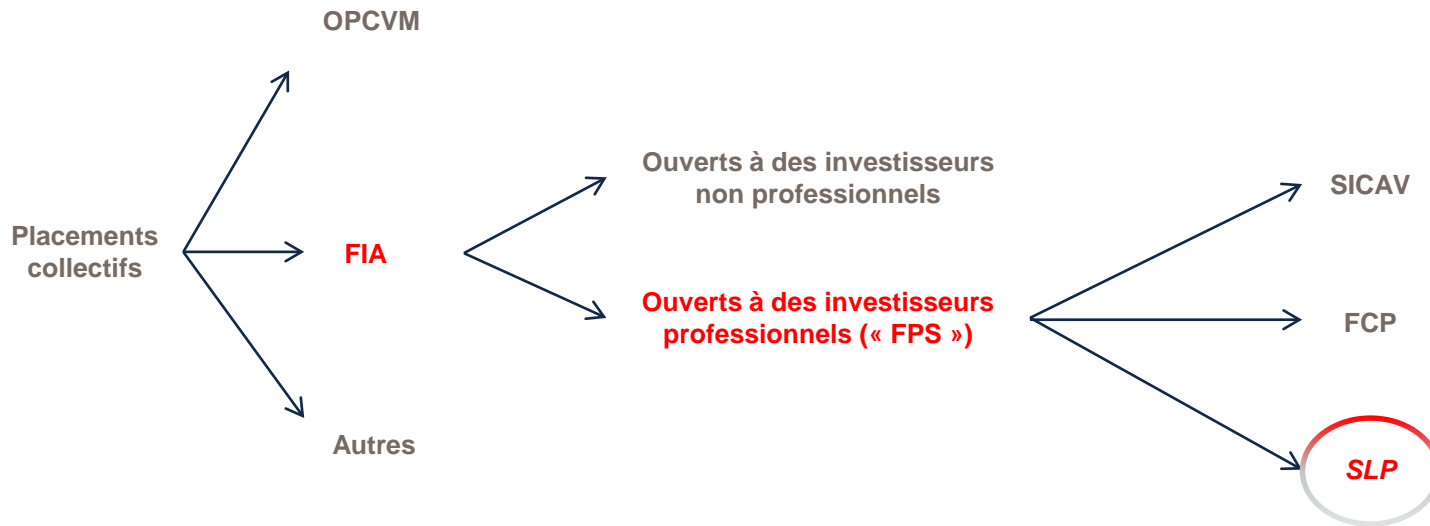 OPCVM
Ouverts à des investisseurs
non professionnels
SICAV
Placements
collectifs
FIA
Ouverts à des investisseurs
professionnels (« FPS »)
FCP
Autres
SLP